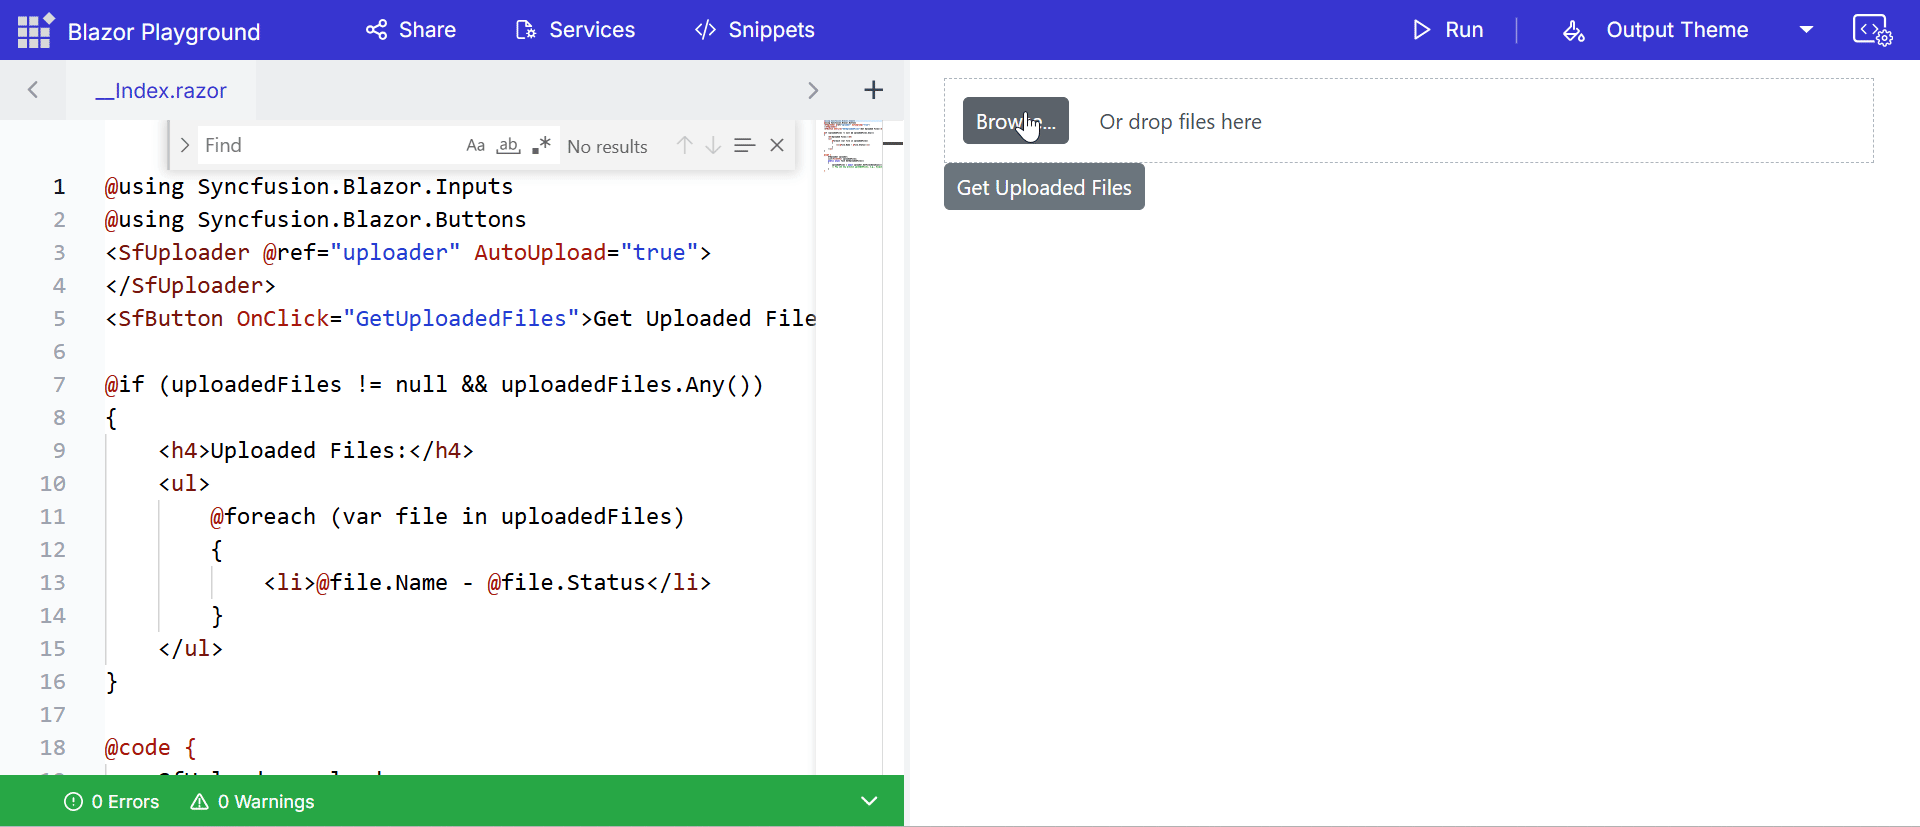 Blazor Playground
Share
Services
Snippets
Run
Output Theme
__Index.razor
Find
Aa
ab
No results
1 @using Syncfusion.Blazor.Inputs
2 @using Syncfusion.Blazor.Buttons
3 <SfUploader @ref="uploader" AutoUpload="true">
4 </SfUploader>
5 <SfButton OnClick="GetUploadedFiles">Get Uploaded File
6
7 @if (uploadedFiles != null && uploadedFiles.Any())
8 {
9 <h4>Uploaded Files:</h4>
10 <ul>
11 @foreach (var file in uploadedFiles)
12 {
13 <li>@file.Name - @file.Status</li>
14 }
15 </ul>
16 }
17
18 @code {
0 Errors
0 Warnings
Or drop files here
Get Uploaded Files